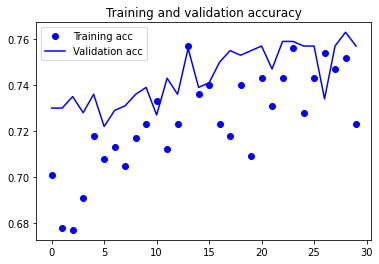 Training and validation accuracy
Training acc
Validation acc
0.76
0.74
0.72
0.70
0.68
0 5 10 15 20 25 30